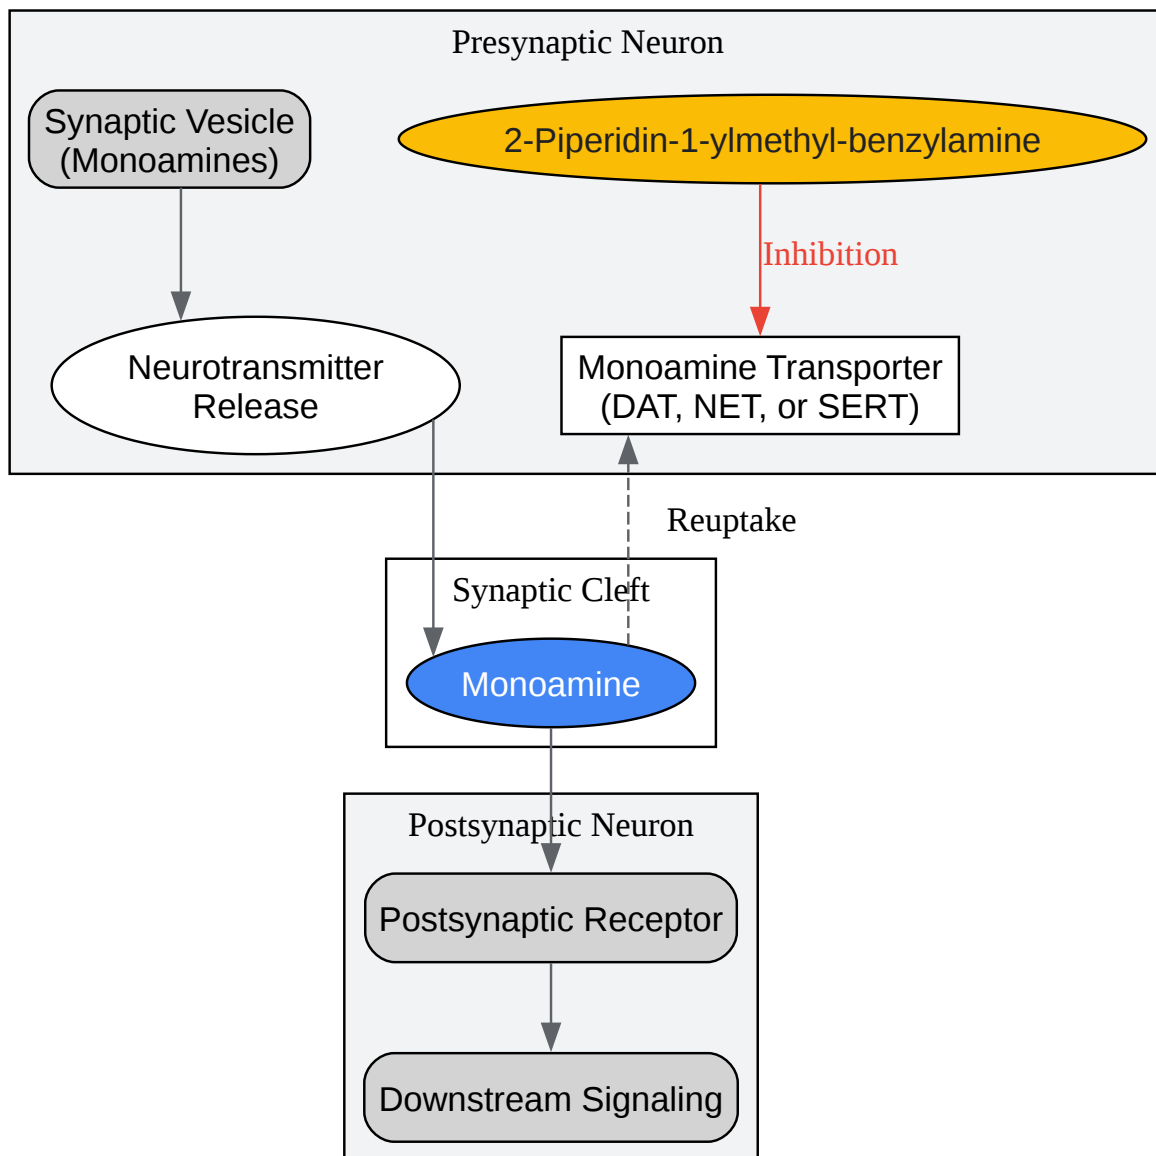 Presynaptic Neuron
Synaptic Vesicle
(Monoamines)
2-Piperidin-1-ylmethyl-benzylamine
Inhibition
Neurotransmitter
Release
Monoamine Transporter
(DAT, NET, or SERT)
Reuptake
Synaptic Cleft
Monoamine
Postsynaptic Neuron
Postsynaptic Receptor
Downstream Signaling